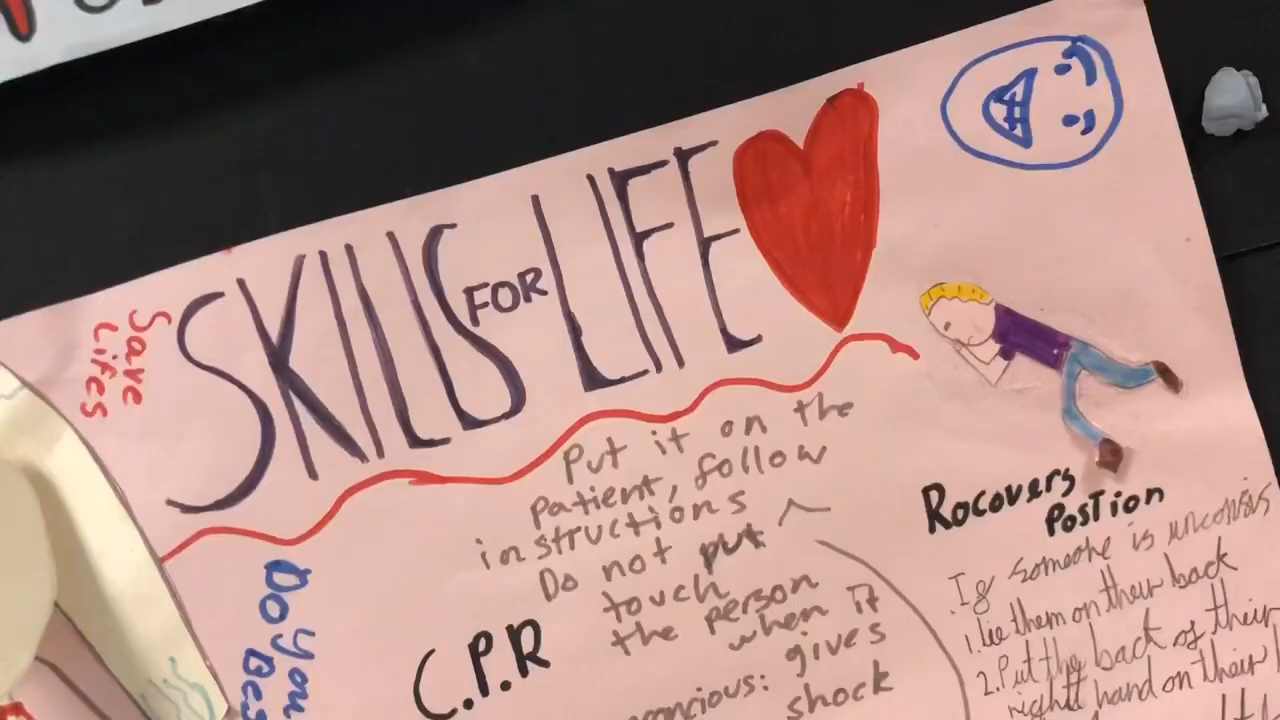 SKILLS FOR LIFE
Save
Lifes
Put it on the
patient, follow
instructions
Do not put
touch
the person
when it
gives
shock
C.P.R
Do you
Rocovers
Postion
If someone is unconsis
1. lie them on their back
2. Put the back of their
right hand on their